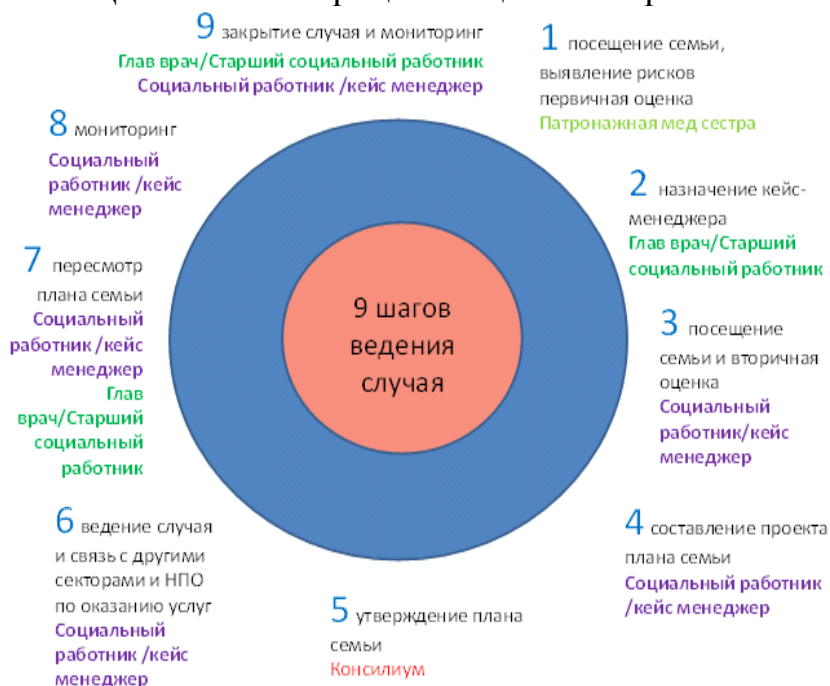 9 закрытие случая и мониторинг
Глав врач/Старший социальный работник
Социальный работник /кейс менеджер
1 посещение семьи,
выявление рисков
первичная оценка
Патронажная мед сестра
2 назначение кейс-
менеджера
Глав врач/Старший
социальный работник
3 посещение
семьи и вторичная
оценка
Социальный
работник/кейс
менеджер
4 составление проекта
плана семьи
Социальный работник
/кейс менеджер
5 утверждение плана
семьи
Консилиум
6 ведение случая
и связь с другими
секторами и НПО
по оказанию услуг
Социальный
работник /кейс
менеджер
7 пересмотр
плана семьи
Социальный
работник /кейс
менеджер
Глав
врач/Старший
социальный
работник
8 мониторинг
Социальный
работник /кейс
менеджер
9 шагов
ведения
случая